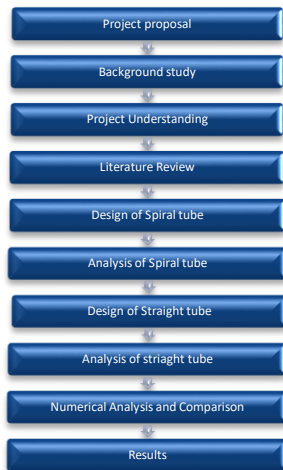 Project proposal
Background study
Project Understanding
Literature Review
Design of Spiral tube
Analysis of Spiral tube
Design of Straight tube
Analysis of striaght tube
Numerical Analysis and Comparison
Results